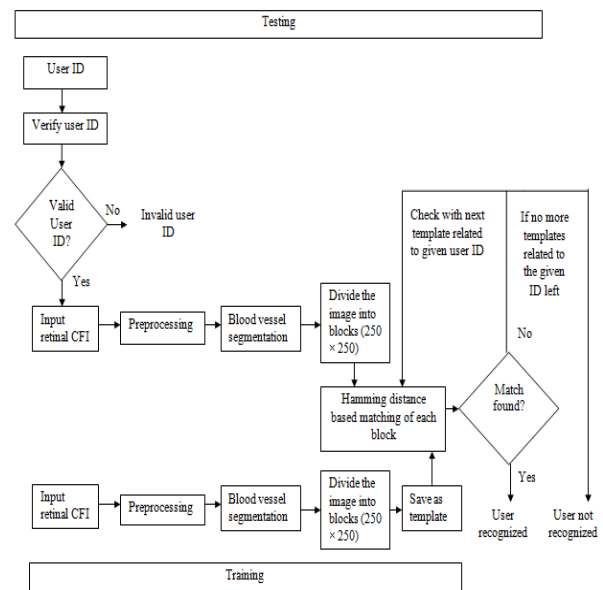 Testing
User ID
Verify user ID
Valid
User
ID?
No
Invalid user
ID
Yes
Input
retinal CFI
Preprocessing
Blood vessel
segmentation
Divide the
image into
blocks (250
× 250)
Check with next
template related
to given user ID
If no more
templates
related to
the given
ID left
No
Hamming distance
based matching of each
block
Match
found?
Yes
User
recognized
User not
recognized
Input
retinal CFI
Preprocessing
Blood vessel
segmentation
Divide the
image into
blocks (250
× 250)
Save as
template
Training